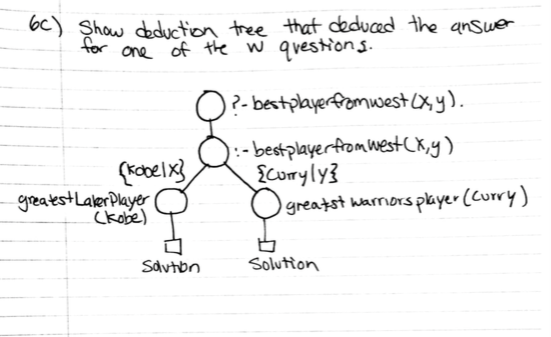 6c) Show deduction tree that deduced the answer
for one of the W questions.
?- bestplayerfromwest(x,y).
:- bestplayerfromwest(x,y)
{kobe|x}
{curry|y}
greatestLakerPlayer
(kobe)
greatst warriors player (curry)
Solution
Solution